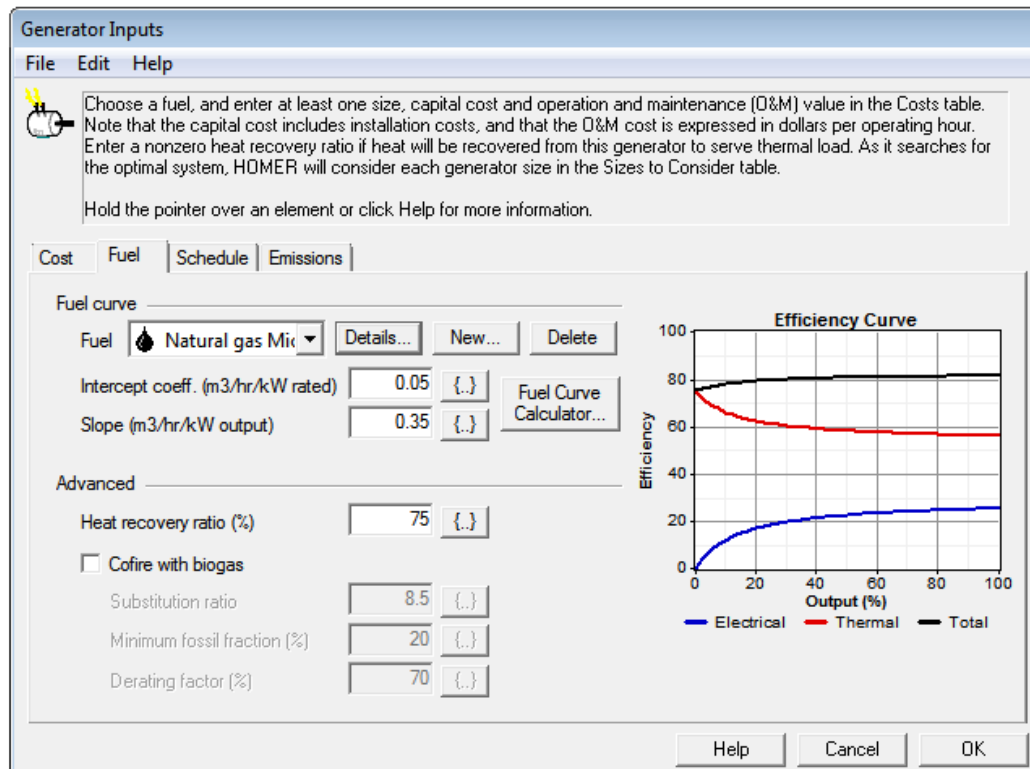 Generator Inputs
File Edit Help
Choose a fuel, and enter at least one size, capital cost and operation and maintenance (O&M) value in the Costs table.
Note that the capital cost includes installation costs, and that the O&M cost is expressed in dollars per operating hour.
Enter a nonzero heat recovery ratio if heat will be recovered from this generator to serve thermal load. As it searches for
the optimal system, HOMER will consider each generator size in the Sizes to Consider table.
Hold the pointer over an element or click Help for more information.
Cost Fuel Schedule Emissions
Fuel curve
Fuel Natural gas Mic Details... New... Delete
Intercept coeff. (m3/hr/kW rated) 0.05 {..}
Slope (m3/hr/kW output) 0.35 {..}
Fuel Curve
Calculator...
Advanced
Heat recovery ratio (%) 75 {..}
Cofire with biogas
Substitution ratio 8.5 {..}
Minimum fossil fraction (%) 20 {..}
Derating factor (%) 70 {..}
Efficiency Curve
Efficiency
100
80
60
40
20
0
0 20 40 60 80 100
Output (%)
Electrical Thermal Total
Help Cancel OK